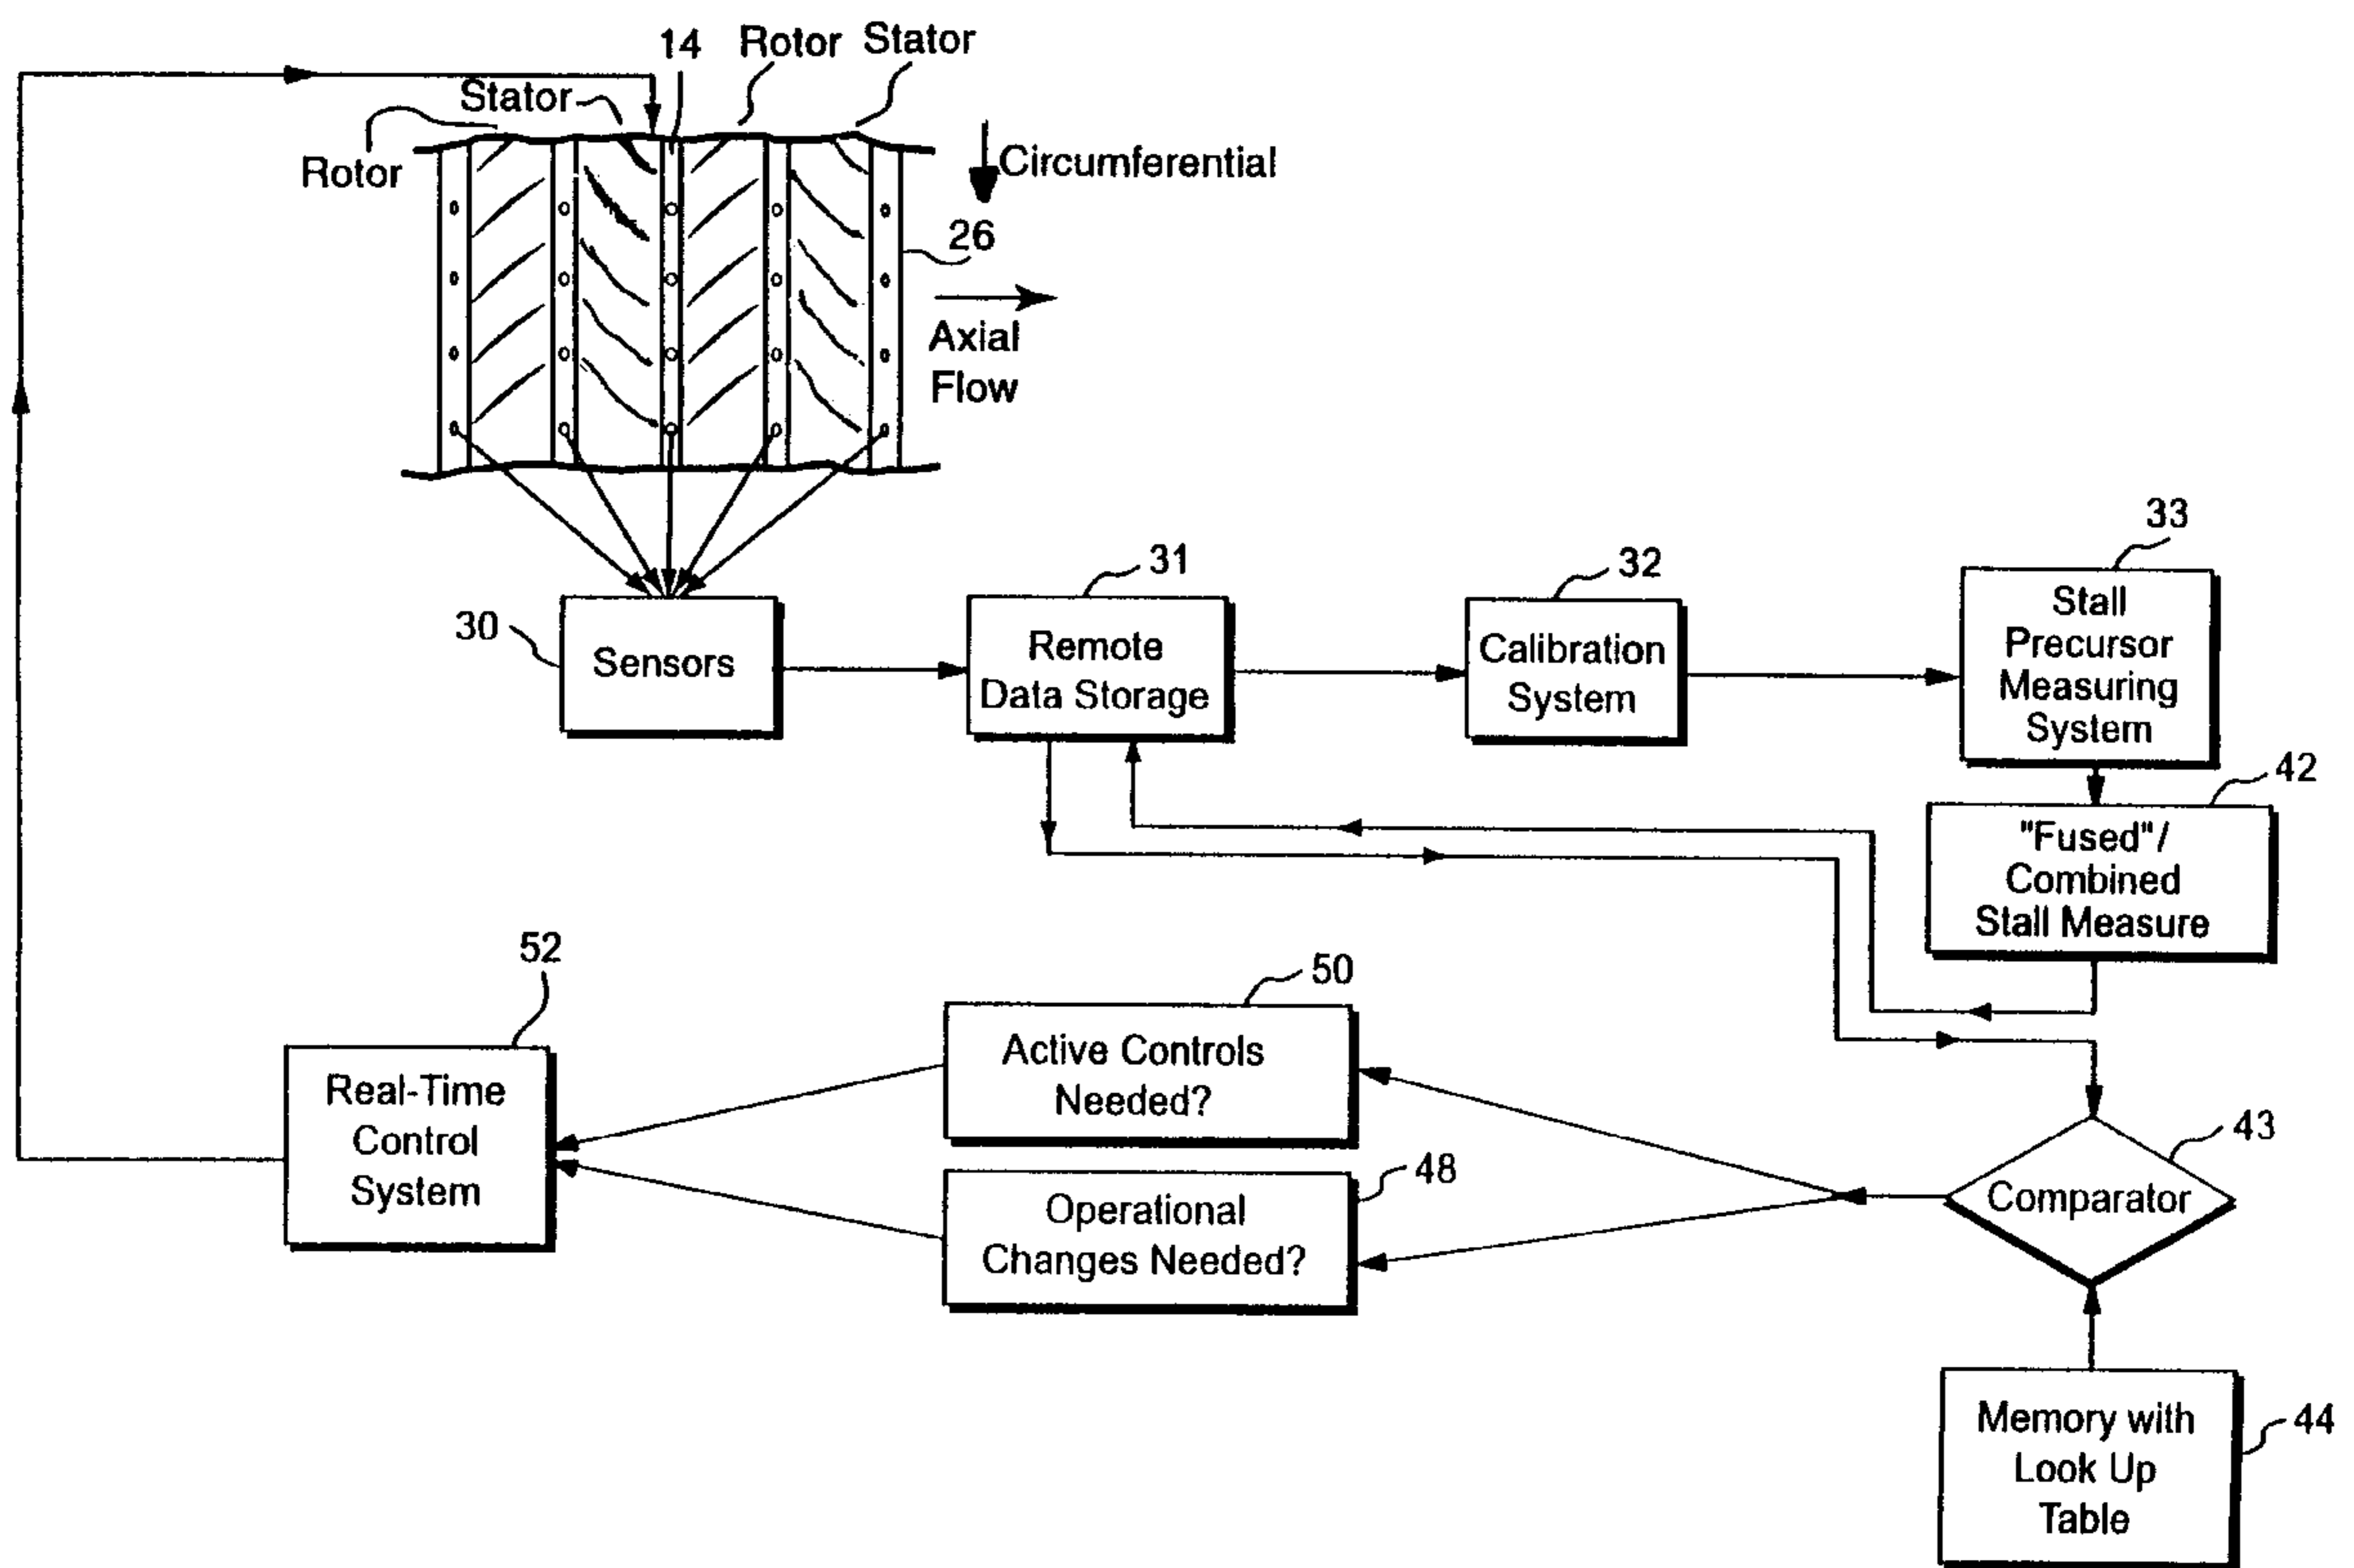 14
Rotor
Stator
Stator
Rotor
Circumferential
26
Axial
Flow
30
Sensors
31
Remote
Data Storage
32
Calibration
System
33
Stall
Precursor
Measuring
System
42
"Fused"/
Combined
Stall Measure
52
Real-Time
Control
System
50
Active Controls
Needed?
48
Operational
Changes Needed?
43
Comparator
44
Memory with
Look Up
Table